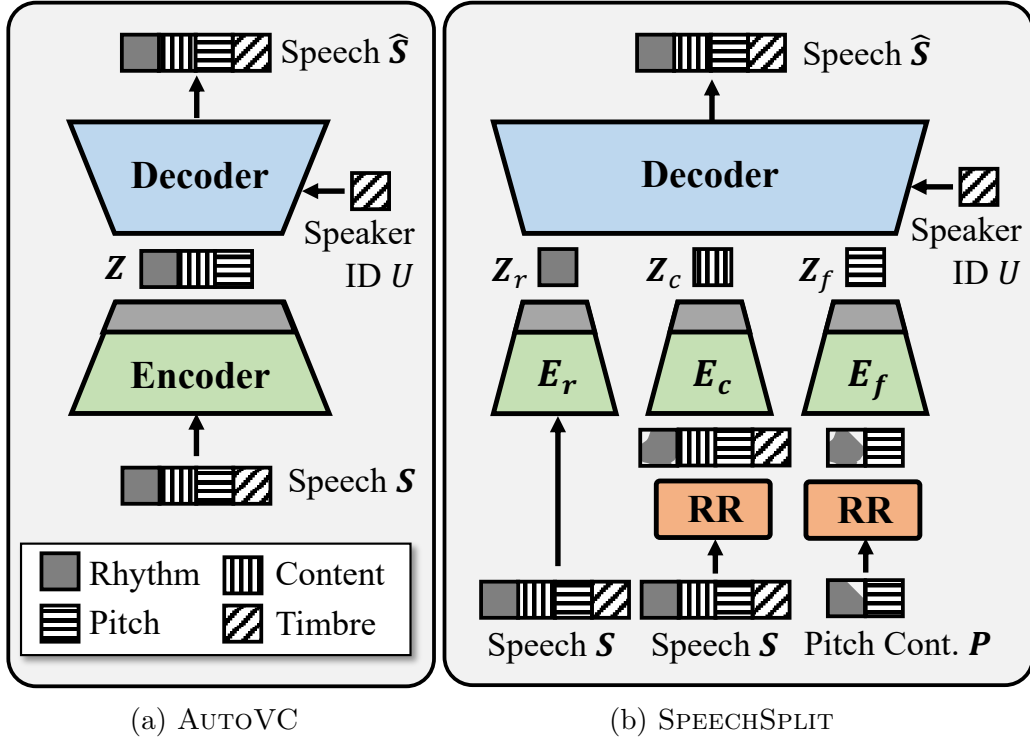 Speech Ŝ
Decoder
Speaker
ID U
Z
Encoder
Speech S
Rhythm
Content
Pitch
Timbre
(a) AUTOVC
Speech Ŝ
Decoder
Speaker
ID U
Z_r
Z_c
Z_f
E_r
E_c
E_f
RR
RR
Speech S
Speech S
Pitch Cont. P
(b) SPEECHSPLIT